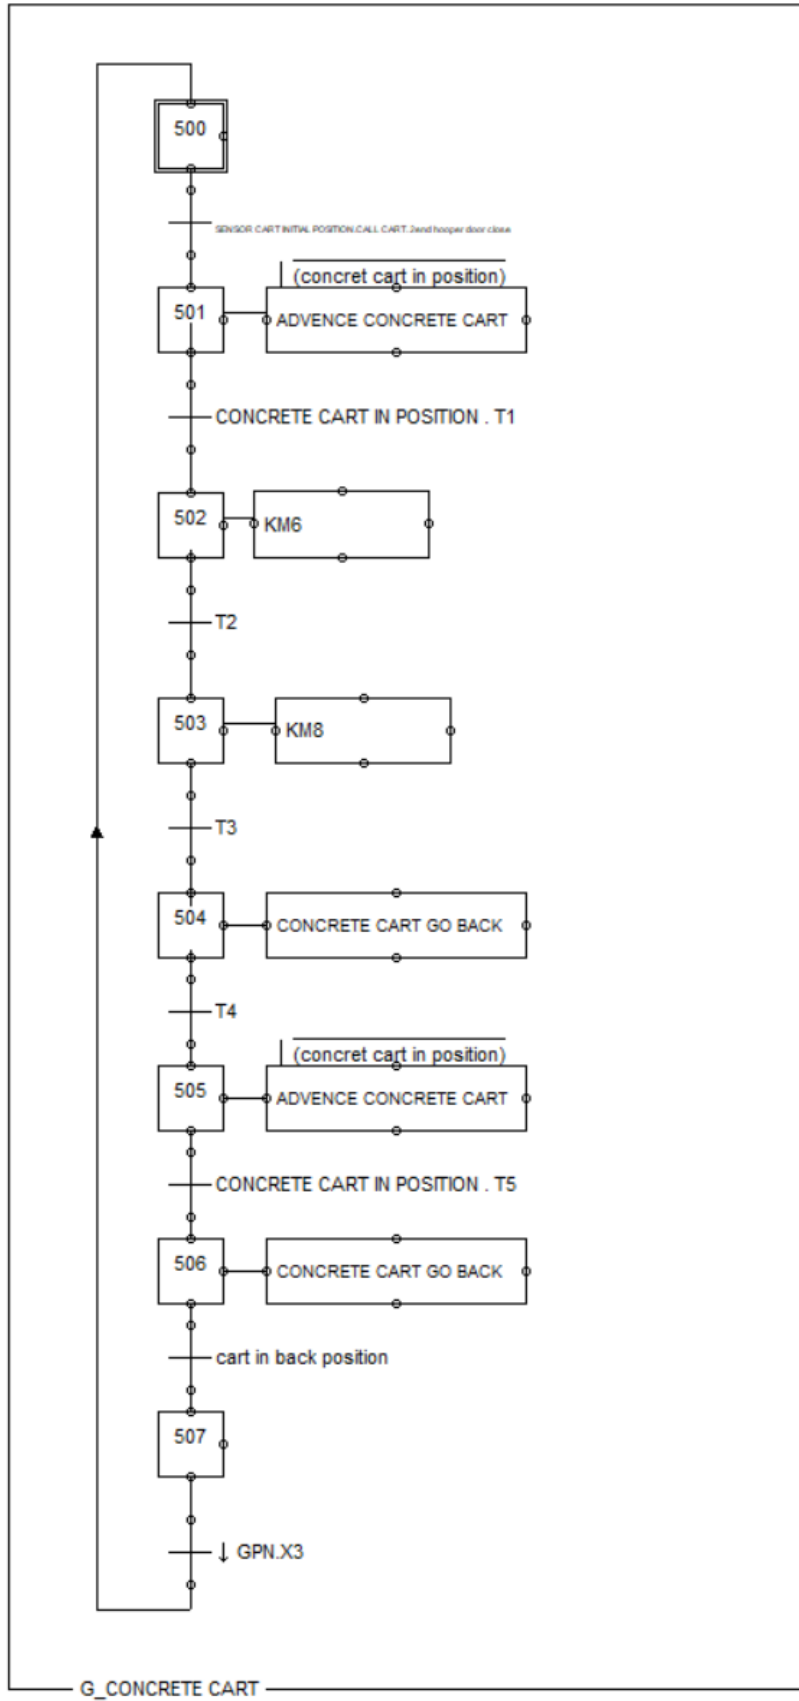 500
SENSOR CART INITIAL POSITION.CALL CART. 2end hooper door close
(concret cart in position)
501
ADVENCE CONCRETE CART
CONCRETE CART IN POSITION . T1
502
KM6
T2
503
KM8
T3
504
CONCRETE CART GO BACK
T4
(concret cart in position)
505
ADVENCE CONCRETE CART
CONCRETE CART IN POSITION . T5
506
CONCRETE CART GO BACK
cart in back position
507
↓ GPN.X3
G_CONCRETE CART